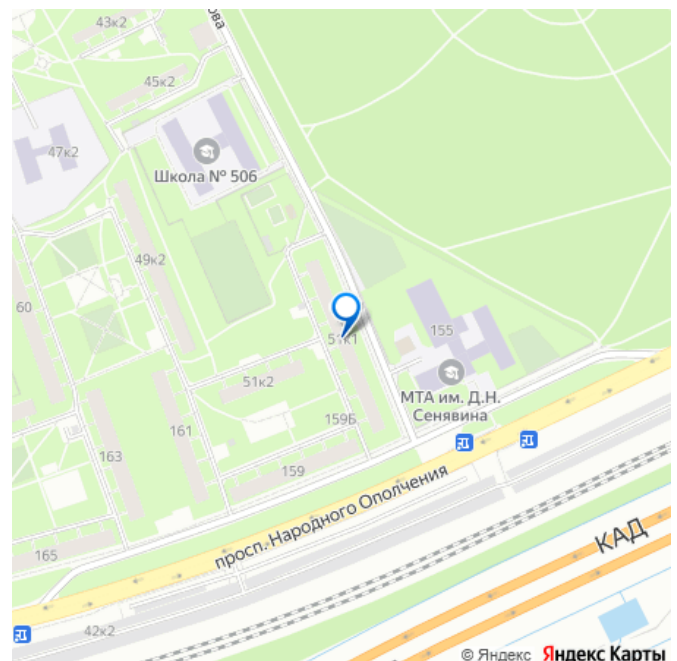 43к2
ова
45к2
47к2
Школа № 506
49к2
60
51к1
155
51к2
МТА им. Д.Н.
Сенявина
159Б
161
163
159
просп. Народного Ополчения
165
КАД
42к2
© Яндекс Яндекс Карты